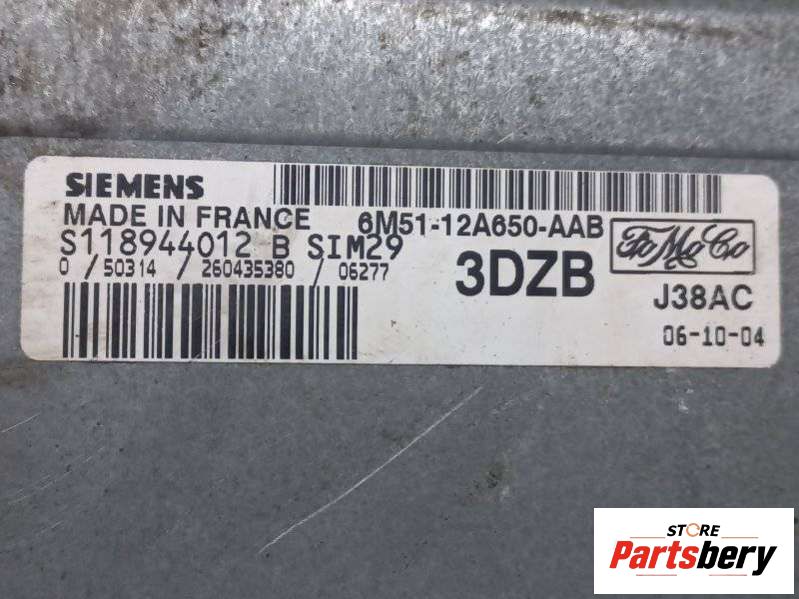 SIEMENS
MADE IN FRANCE
6M51-12A650-AAB
S118944012 B SIM29
0 / 50314 / 260435380 / 06277
3DZB
FoMoCo
J38AC
06-10-04
STORE
Partsbery